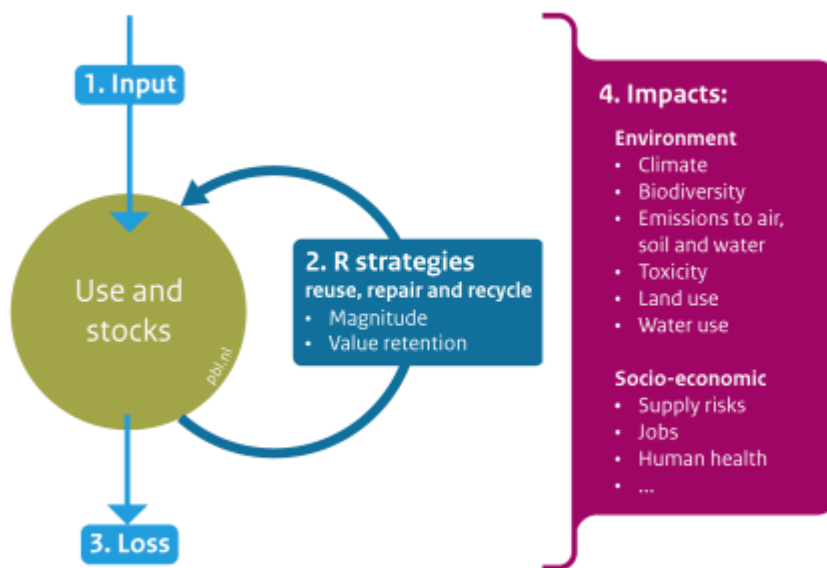 1. Input
Use and
stocks
pbl.nl
2. R strategies
reuse, repair and recycle
• Magnitude
• Value retention
3. Loss
4. Impacts:
Environment
• Climate
• Biodiversity
• Emissions to air,
soil and water
• Toxicity
• Land use
• Water use
Socio-economic
• Supply risks
• Jobs
• Human health
• ...